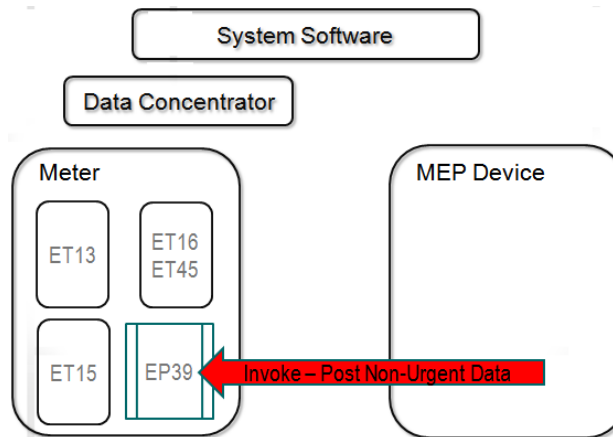 System Software
Data Concentrator
Meter
MEP Device
ET13
ET16
ET45
ET15
EP39
Invoke – Post Non-Urgent Data